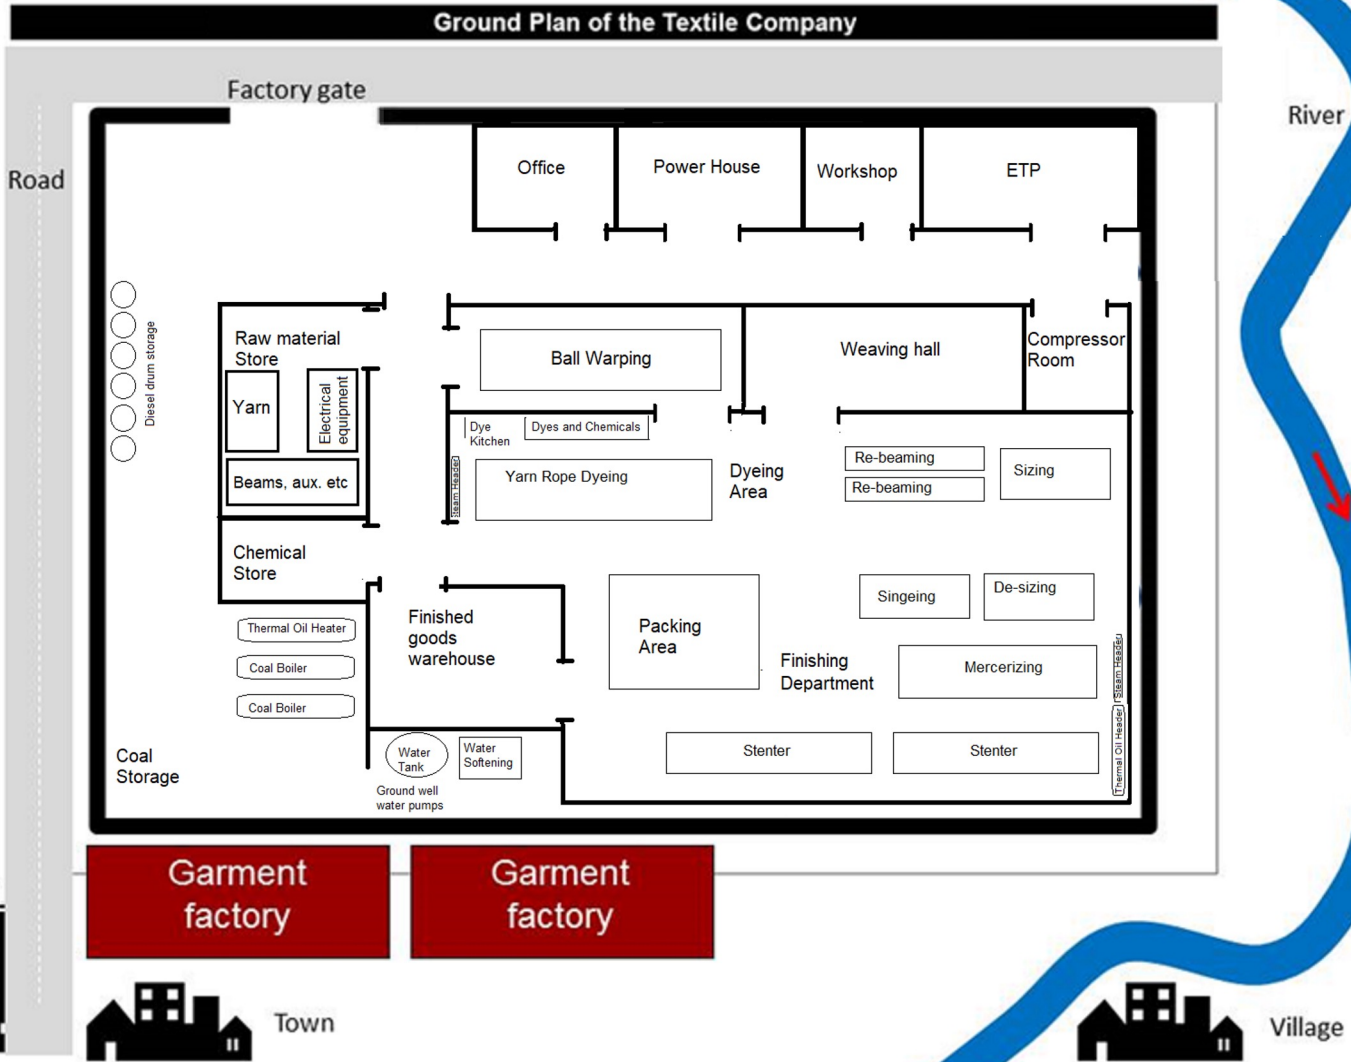 Ground Plan of the Textile Company
Factory gate
River
Road
Office
Power House
Workshop
ETP
Diesel drum storage
Raw material
Store
Yarn
Electrical
equipment
Beams, aux. etc
Ball Warping
Weaving hall
Compressor
Room
Dye
Kitchen
Dyes and Chemicals
Steam Header
Yarn Rope Dyeing
Dyeing
Area
Re-beaming
Re-beaming
Sizing
Chemical
Store
Thermal Oil Heater
Coal Boiler
Coal Boiler
Finished
goods
warehouse
Packing
Area
Singeing
De-sizing
Finishing
Department
Mercerizing
Steam Header
Thermal Oil Header
Stenter
Stenter
Coal
Storage
Water
Tank
Water
Softening
Ground well
water pumps
Garment
factory
Garment
factory
Town
Village